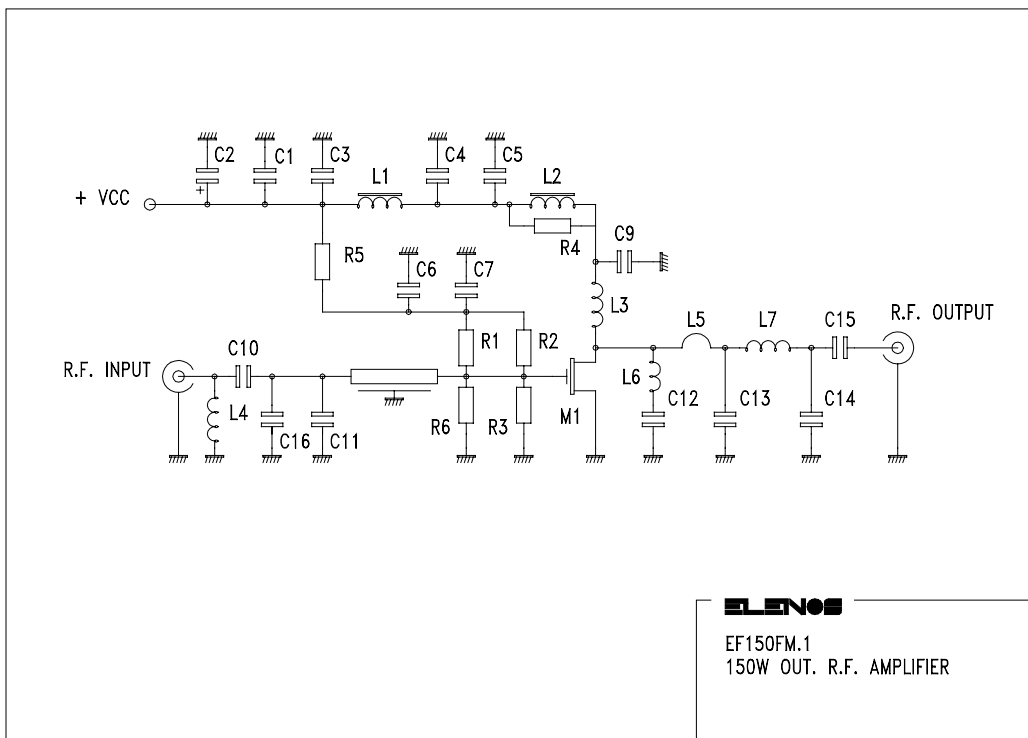 C2 C1 C3 C4 C5
L1 L2
+ VCC
+
R4 C9
R5 C6 C7
L3
R.F. OUTPUT
R1 R2 L5 L7 C15
C10
R.F. INPUT
L6
L4 C12 C13 C14
C16 C11 R6 R3 M1
ELENOS
EF150FM.1
150W OUT. R.F. AMPLIFIER